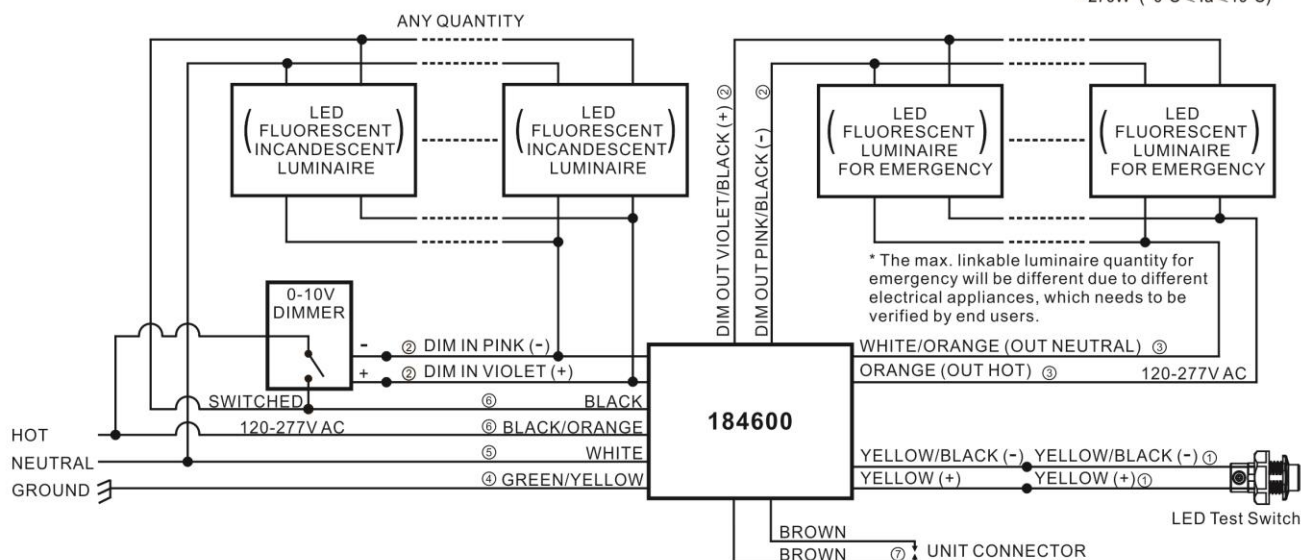 ANY QUANTITY
( LED
FLUORESCENT
INCANDESCENT )
LUMINAIRE
( LED
FLUORESCENT
INCANDESCENT )
LUMINAIRE
DIM OUT VIOLET/BLACK (+) ②
DIM OUT PINK/BLACK (-) ②
( LED
FLUORESCENT
LUMINAIRE )
FOR EMERGENCY
( LED
FLUORESCENT
LUMINAIRE )
FOR EMERGENCY
* The max. linkable luminaire quantity for
emergency will be different due to different
electrical appliances, which needs to be
verified by end users.
0-10V
DIMMER
- ② DIM IN PINK (-)
+ ② DIM IN VIOLET (+)
SWITCHED ⑥ BLACK
120-277V AC ⑥ BLACK/ORANGE
HOT
NEUTRAL ⑤ WHITE
GROUND ④ GREEN/YELLOW
184600
WHITE/ORANGE (OUT NEUTRAL) ③
ORANGE (OUT HOT) ③ 120-277V AC
YELLOW/BLACK (-) YELLOW/BLACK (-) ①
YELLOW (+) YELLOW (+) ①
LED Test Switch
BROWN
BROWN ⑦ UNIT CONNECTOR